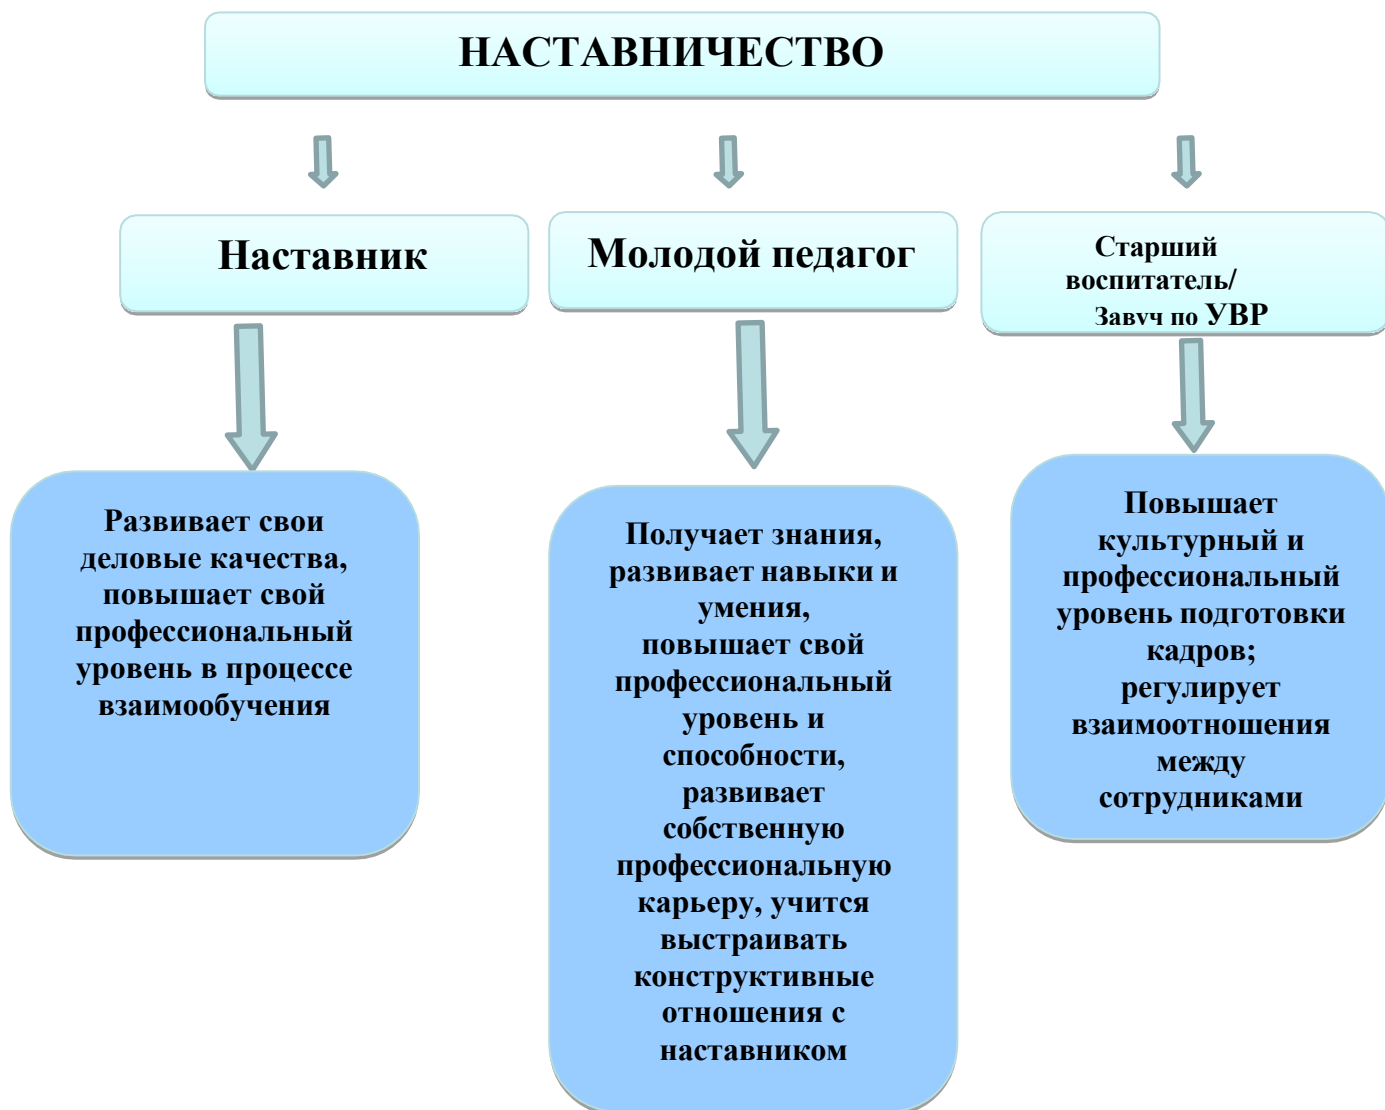 НАСТАВНИЧЕСТВО
Наставник
Молодой педагог
Старший
воспитатель/
Завуч по УВР
Развивает свои
деловые качества,
повышает свой
профессиональный
уровень в процессе
взаимообучения
Получает знания,
развивает навыки и
умения,
повышает свой
профессиональный
уровень и
способности,
развивает
собственную
профессиональную
карьеру, учится
выстраивать
конструктивные
отношения с
наставником
Повышает
культурный и
профессиональный
уровень подготовки
кадров;
регулирует
взаимоотношения
между
сотрудниками